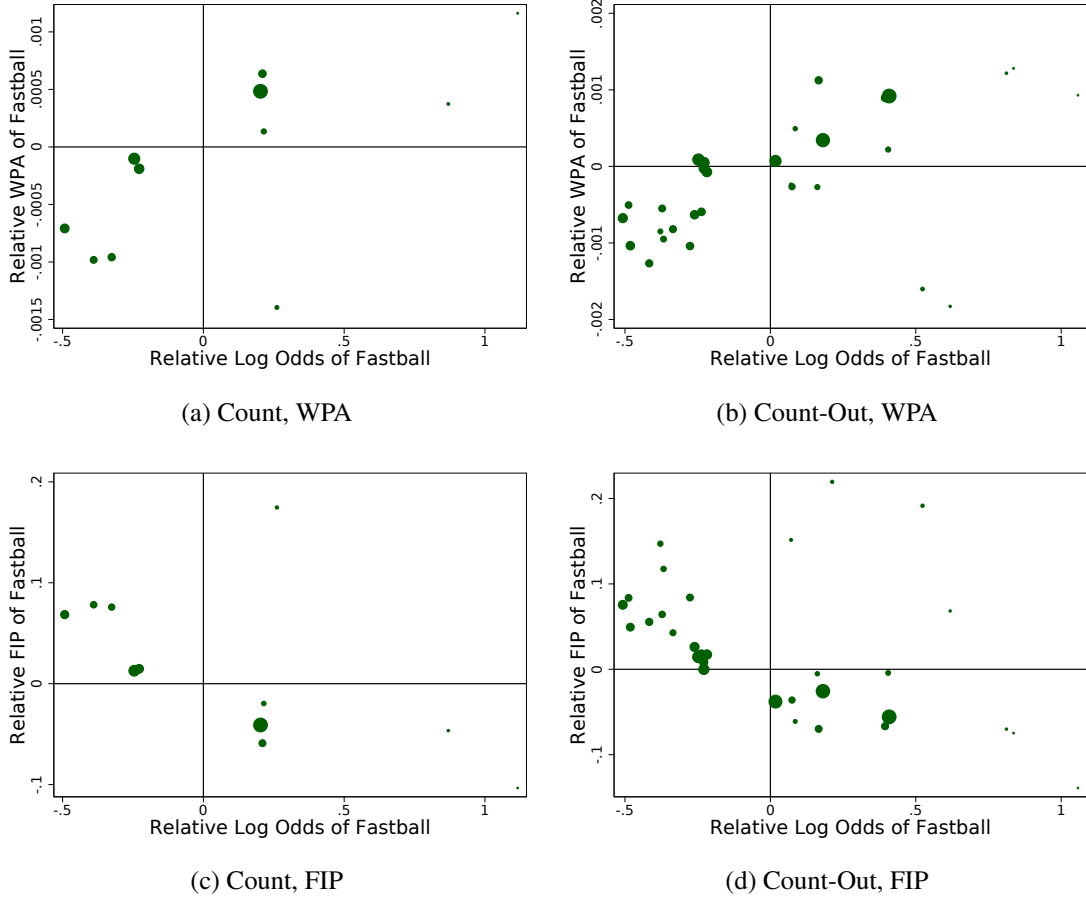 Relative WPA of Fastball
.001
.0005
0
-.0005
-.001
-.0015
-.5
0
.5
1
Relative Log Odds of Fastball
(a) Count, WPA
Relative WPA of Fastball
.002
.001
0
-.001
-.002
-.5
0
.5
1
Relative Log Odds of Fastball
(b) Count-Out, WPA
Relative FIP of Fastball
.2
.1
0
-.1
-.5
0
.5
1
Relative Log Odds of Fastball
(c) Count, FIP
Relative FIP of Fastball
.2
.1
0
-.1
-.5
0
.5
1
Relative Log Odds of Fastball
(d) Count-Out, FIP